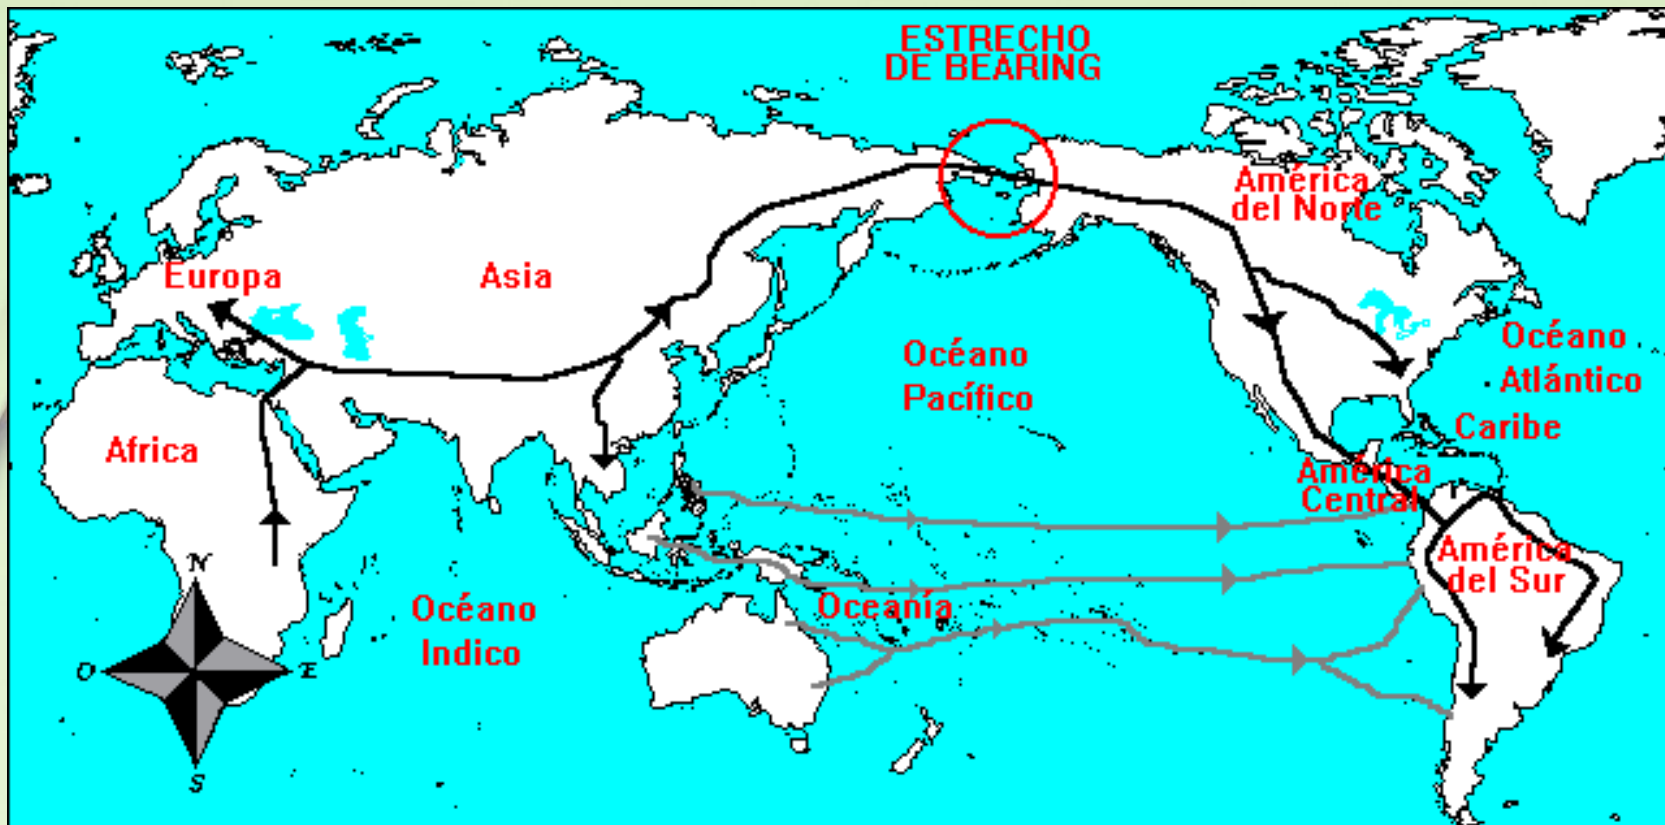 ESTRECHO
DE BEARING
América
del Norte
Europa
Asia
Océano
Pacífico
Océano
Atlántico
Caribe
Africa
América
Central
N
América
del Sur
Oceanía
Océano
Indico
O
E
S